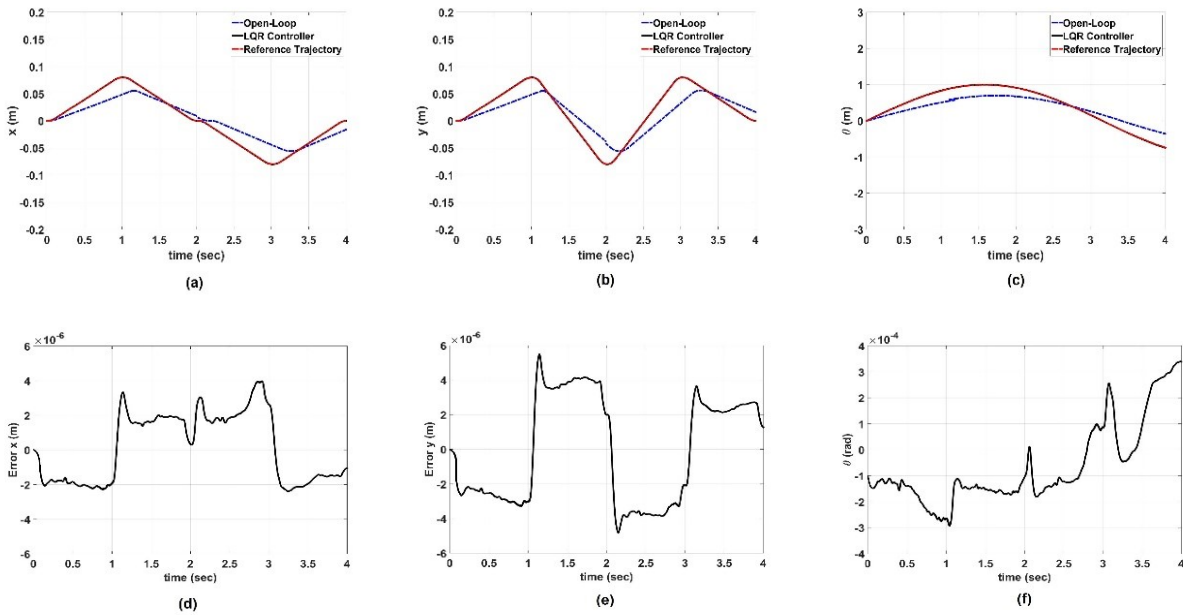 0.2
0.15
0.1
0.05
0
-0.05
-0.1
-0.15
-0.2
x (m)
Open-Loop
LQR Controller
Reference Trajectory
0 0.5 1 1.5 2 2.5 3 3.5 4
time (sec)
(a)
0.2
0.15
0.1
0.05
0
-0.05
-0.1
-0.15
-0.2
y (m)
Open-Loop
LQR Controller
Reference Trajectory
0 0.5 1 1.5 2 2.5 3 3.5 4
time (sec)
(b)
3
2
1
0
-1
-2
-3
θ (m)
Open-Loop
LQR Controller
Reference Trajectory
0 0.5 1 1.5 2 2.5 3 3.5 4
time (sec)
(c)
×10-6
6
4
2
0
-2
-4
-6
Error x (m)
0 0.5 1 1.5 2 2.5 3 3.5 4
time (sec)
(d)
×10-6
6
4
2
0
-2
-4
-6
Error y (m)
0 0.5 1 1.5 2 2.5 3 3.5 4
time (sec)
(e)
×10-4
4
3
2
1
0
-1
-2
-3
-4
θ (rad)
0 0.5 1 1.5 2 2.5 3 3.5 4
time (sec)
(f)